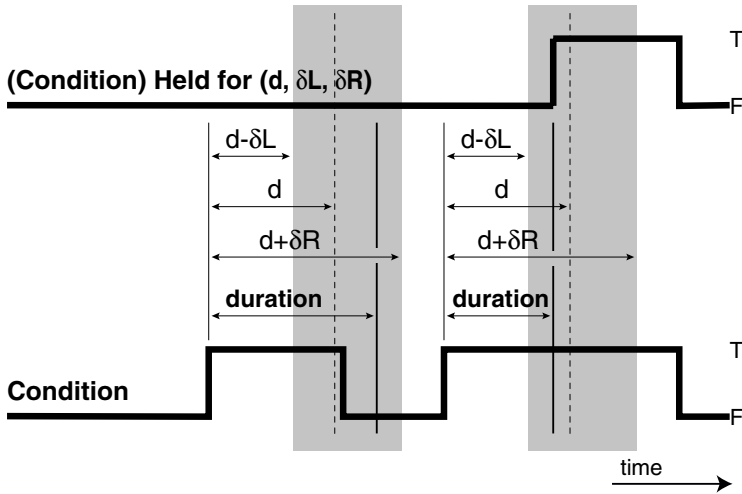 T
(Condition) Held for (d, δL, δR)
F
d-δL d-δL
d d
d+δR d+δR
duration duration
T
Condition
F
time